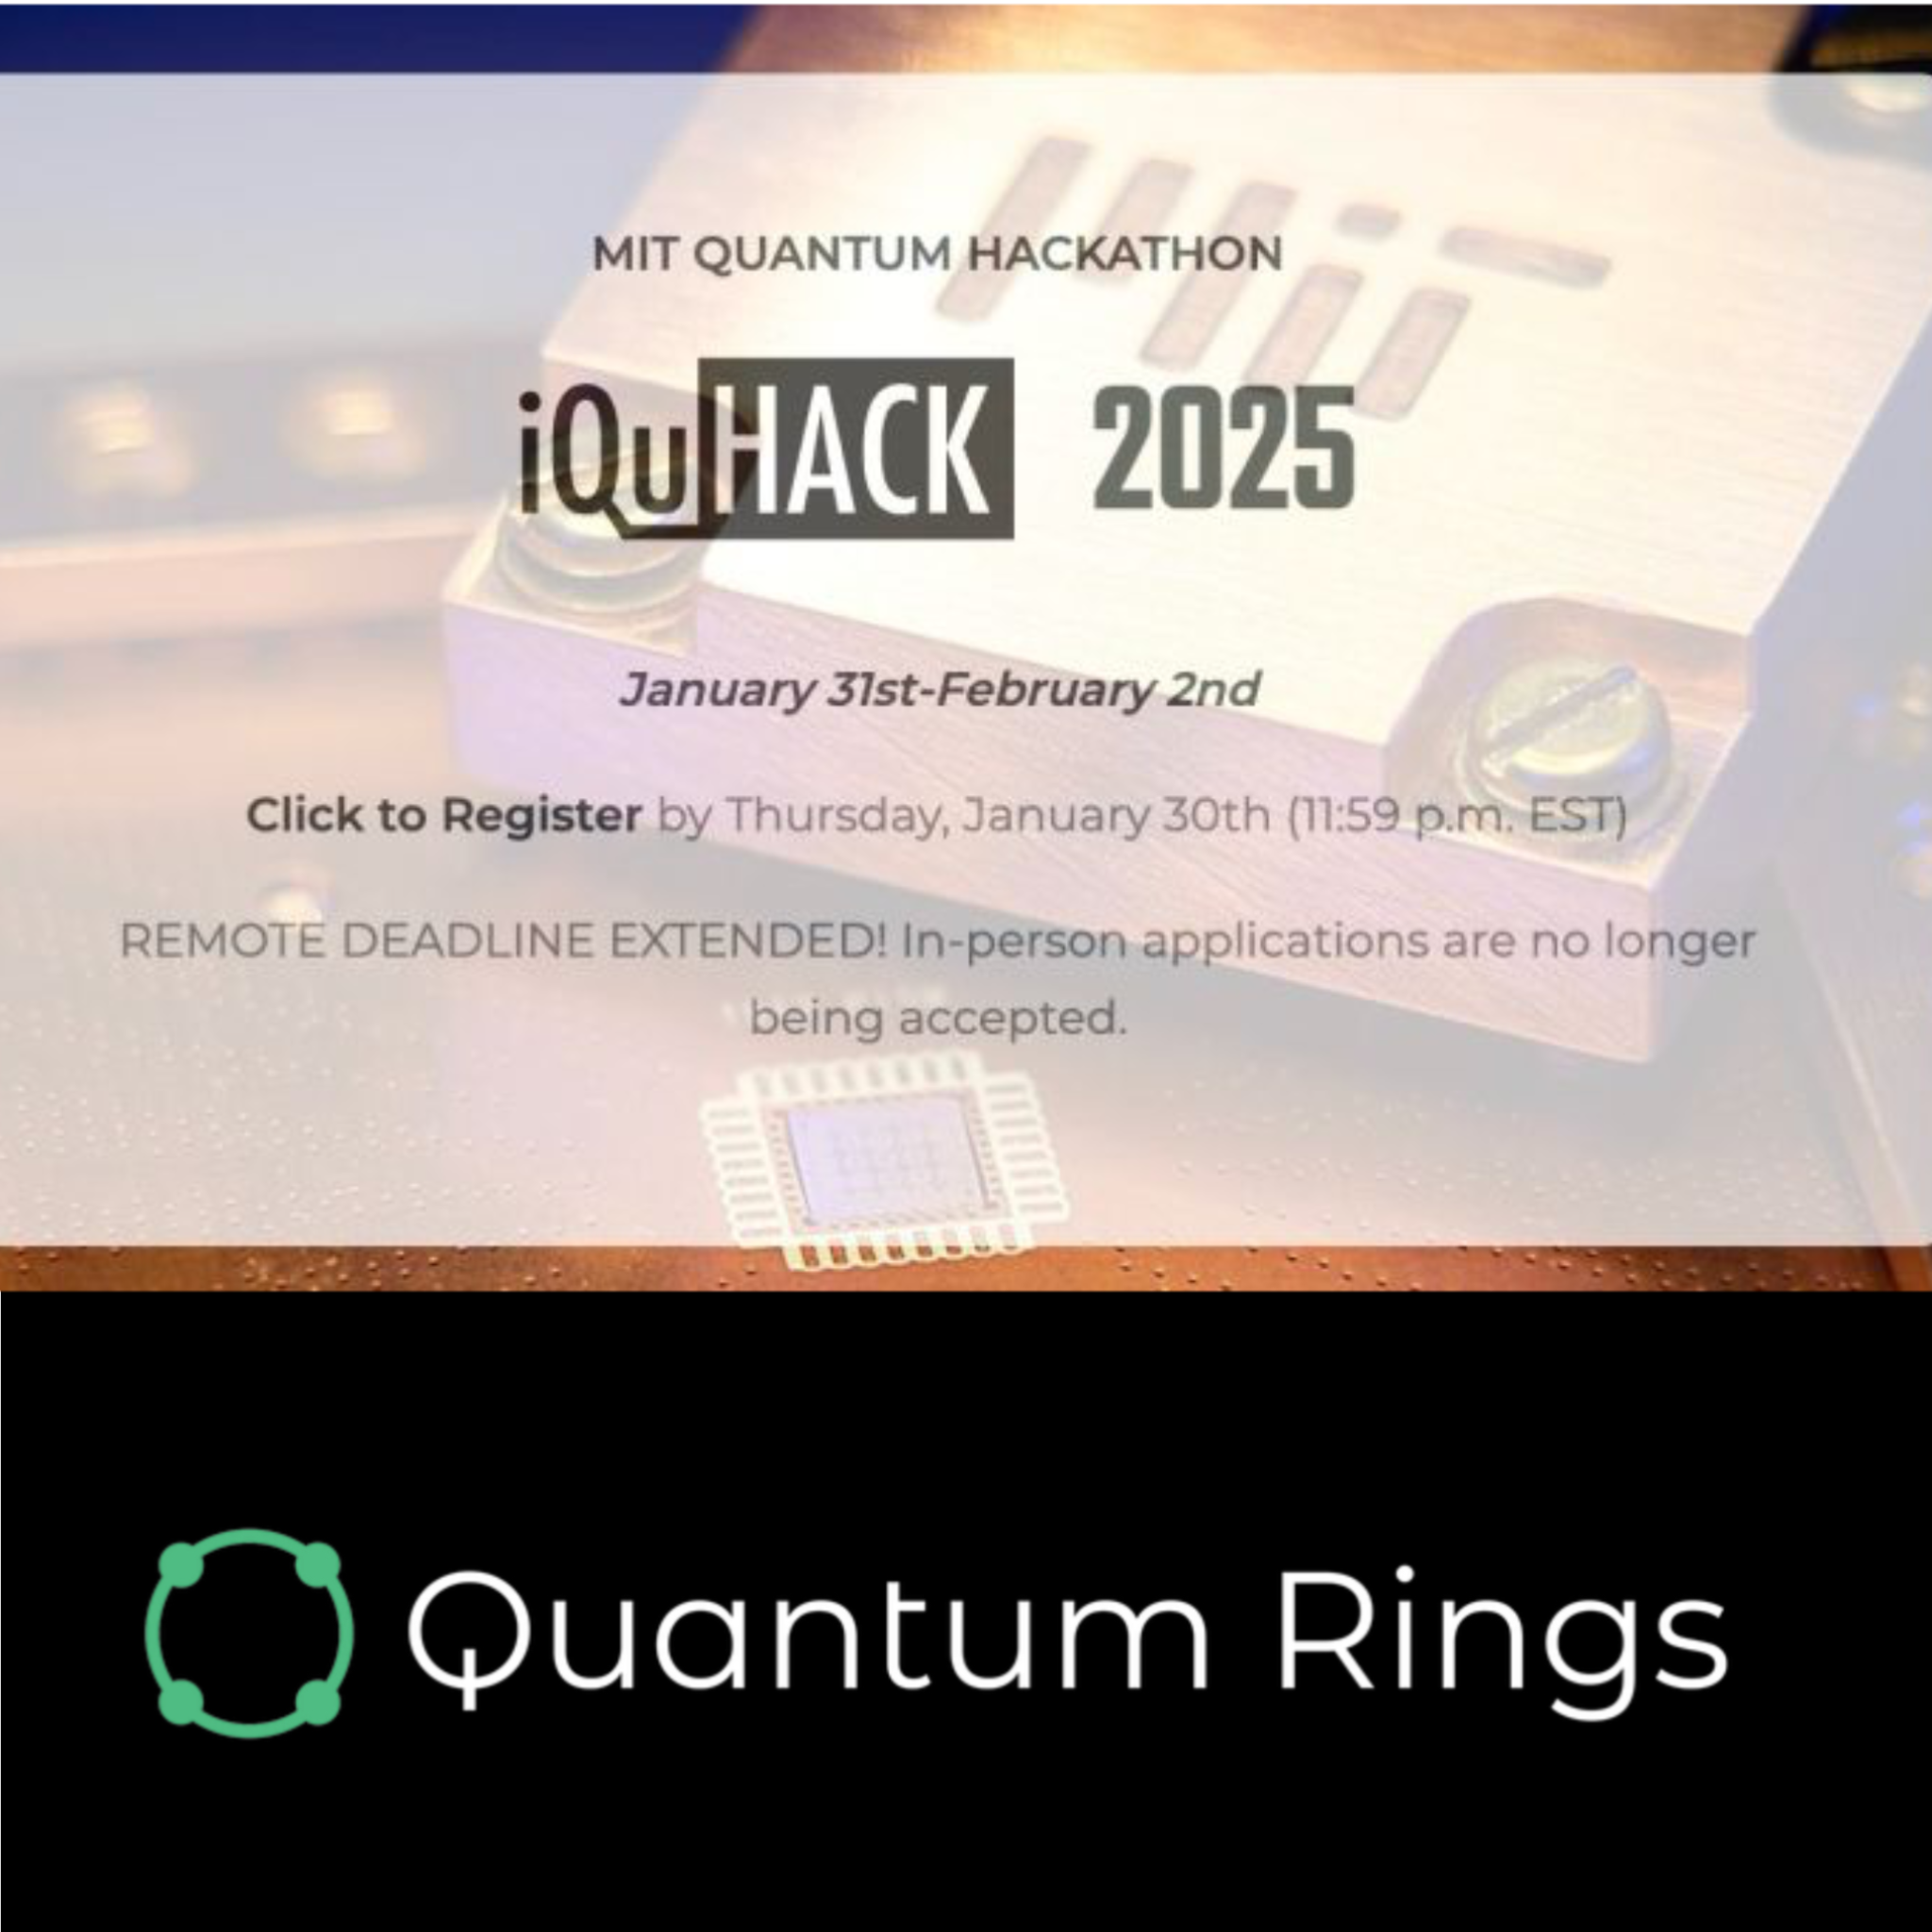 MIT QUANTUM HACKATHON
iQuHACK 2025
January 31st-February 2nd
Click to Register by Thursday, January 30th (11:59 p.m. EST)
REMOTE DEADLINE EXTENDED! In-person applications are no longer
being accepted.
Quantum Rings